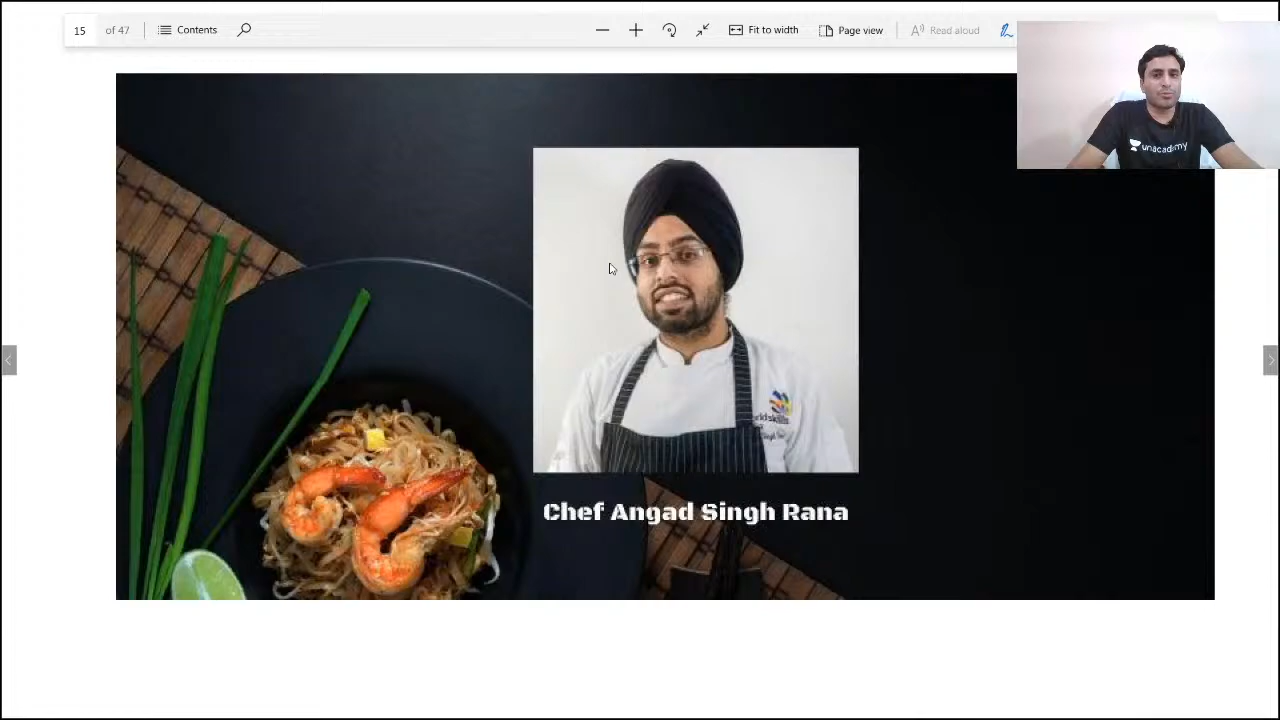 15 of 47 Contents Fit to width Page view Read aloud
unacademy
Chef Angad Singh Rana